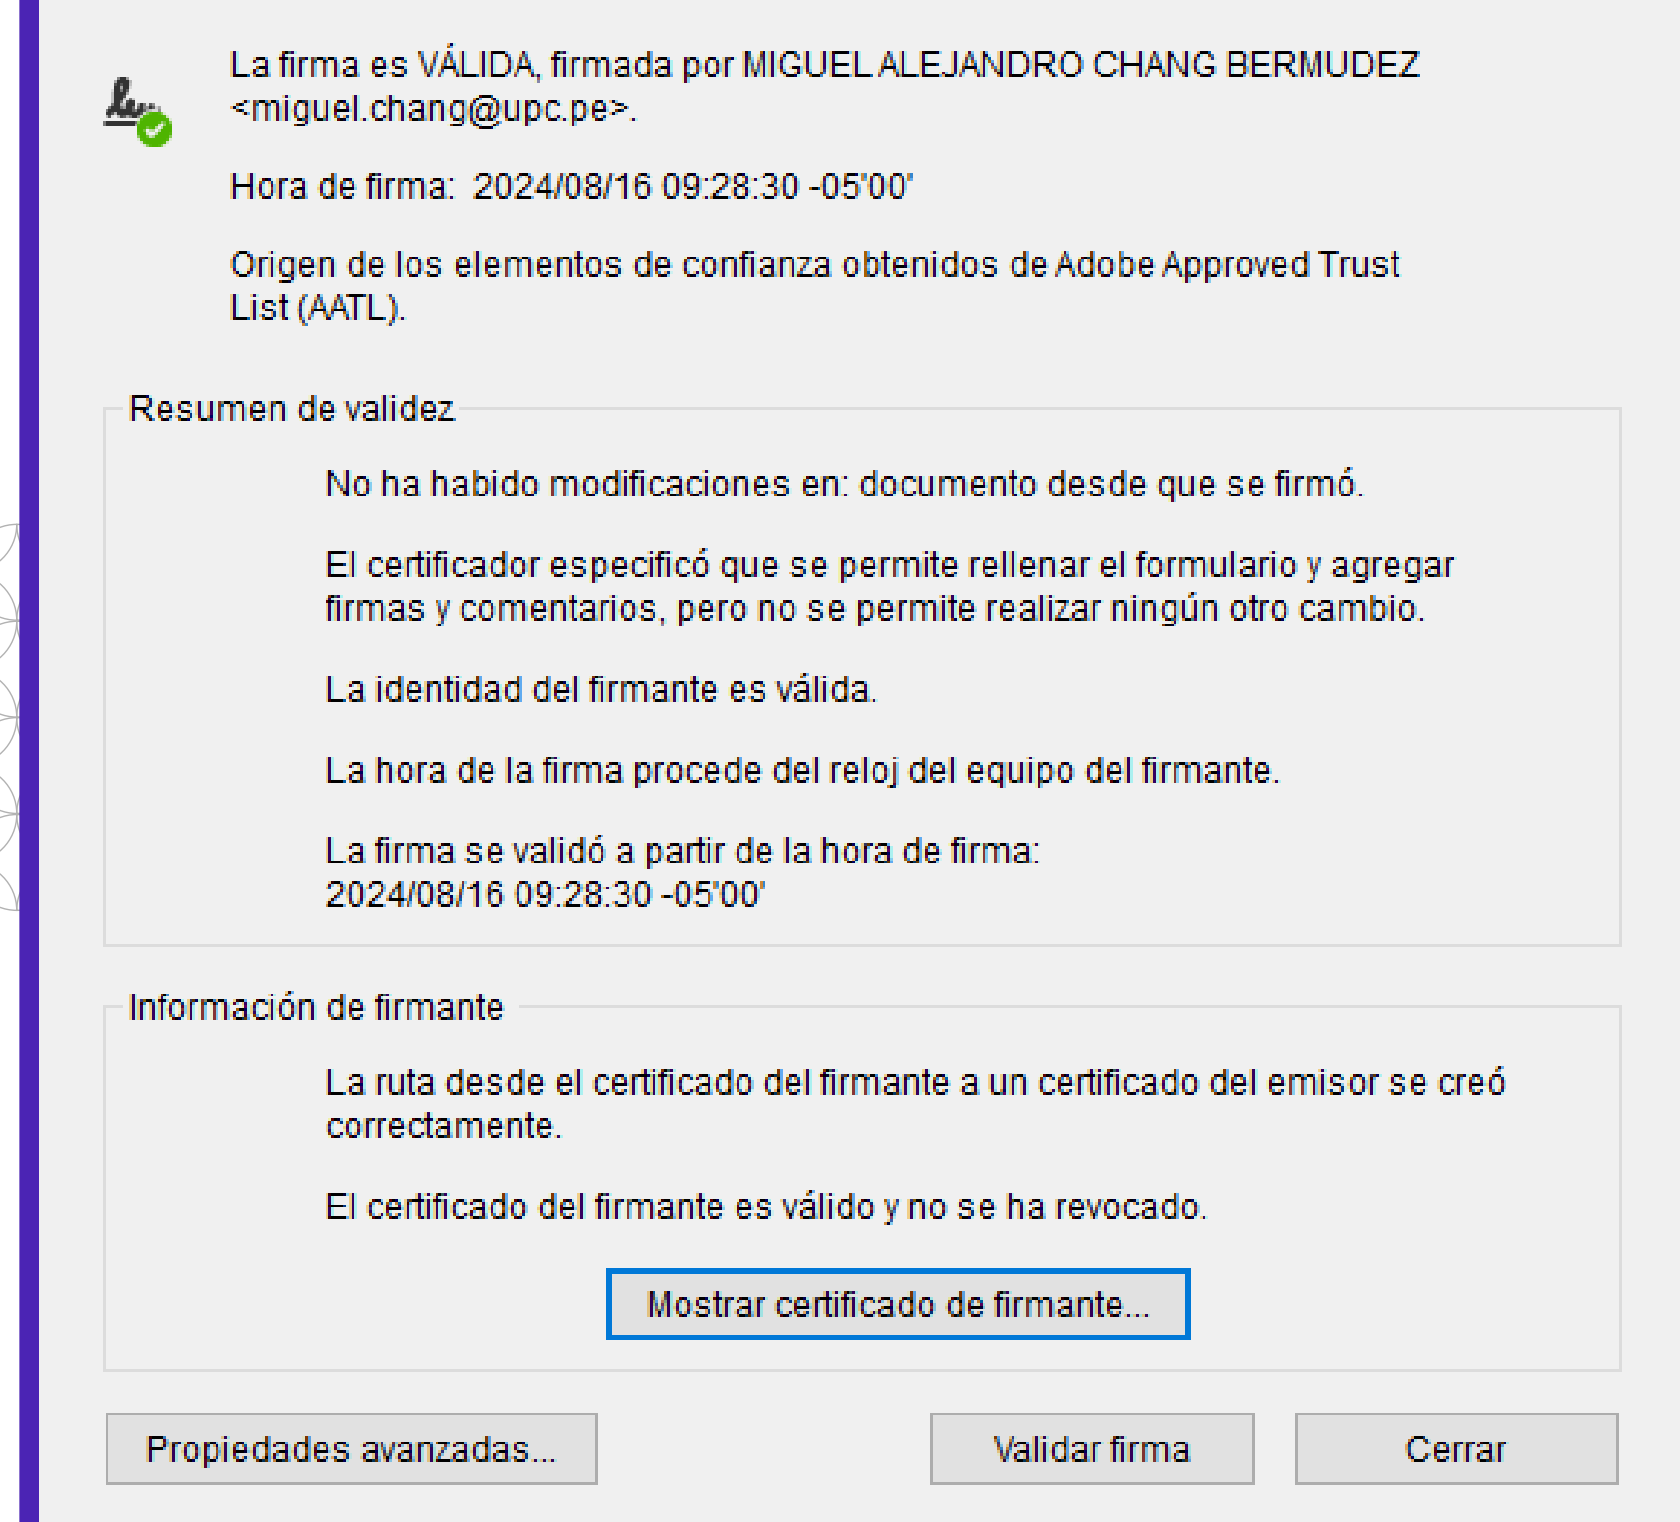 La firma es VÁLIDA, firmada por MIGUEL ALEJANDRO CHANG BERMUDEZ
<miguel.chang@upc.pe>.
Hora de firma:  2024/08/16 09:28:30 -05'00'
Origen de los elementos de confianza obtenidos de Adobe Approved Trust
List (AATL).
Resumen de validez
No ha habido modificaciones en: documento desde que se firmó.
El certificador especificó que se permite rellenar el formulario y agregar
firmas y comentarios, pero no se permite realizar ningún otro cambio.
La identidad del firmante es válida.
La hora de la firma procede del reloj del equipo del firmante.
La firma se validó a partir de la hora de firma:
2024/08/16 09:28:30 -05'00'
Información de firmante
La ruta desde el certificado del firmante a un certificado del emisor se creó
correctamente.
El certificado del firmante es válido y no se ha revocado.
Mostrar certificado de firmante...
Propiedades avanzadas...
Validar firma
Cerrar